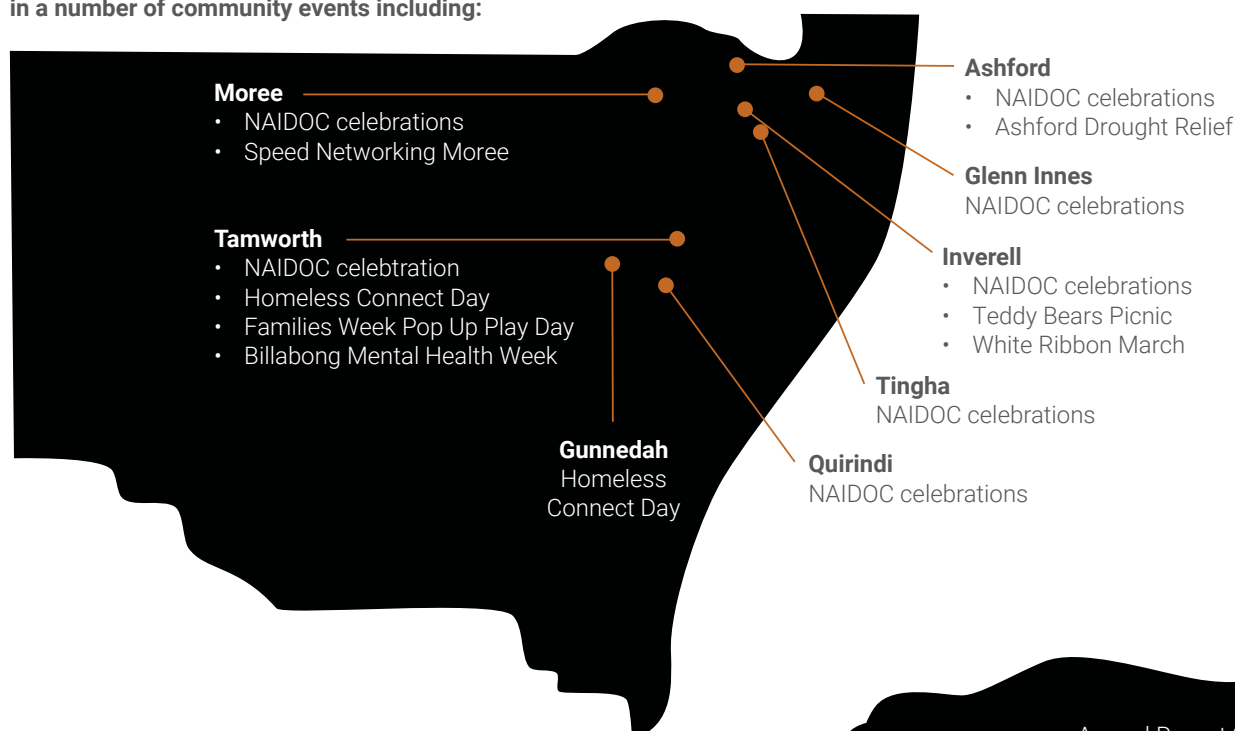 in a number of community events including:
Moree
• NAIDOC celebrations
• Speed Networking Moree
Tamworth
• NAIDOC celebtration
• Homeless Connect Day
• Families Week Pop Up Play Day
• Billabong Mental Health Week
Gunnedah
Homeless
Connect Day
Ashford
• NAIDOC celebrations
• Ashford Drought Relief
Glenn Innes
NAIDOC celebrations
Inverell
• NAIDOC celebrations
• Teddy Bears Picnic
• White Ribbon March
Tingha
NAIDOC celebrations
Quirindi
NAIDOC celebrations